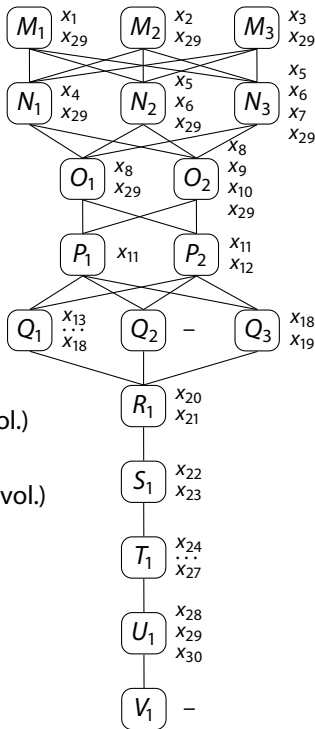 M1 x1 M2 x2 M3 x3
x29 x29 x29
N1 x4 N2 x5 N3 x5
x29 x6 x6
x29 x7
x29
O1 x8 O2 x8
x29 x9
x10
x29
P1 x11 P2 x11
x12
Q1 x13 Q2 – Q3 x18
... x19
x18
R1 x20
x21
ol.)
S1 x22
x23
vol.)
T1 x24
...
x27
U1 x28
x29
x30
V1 –